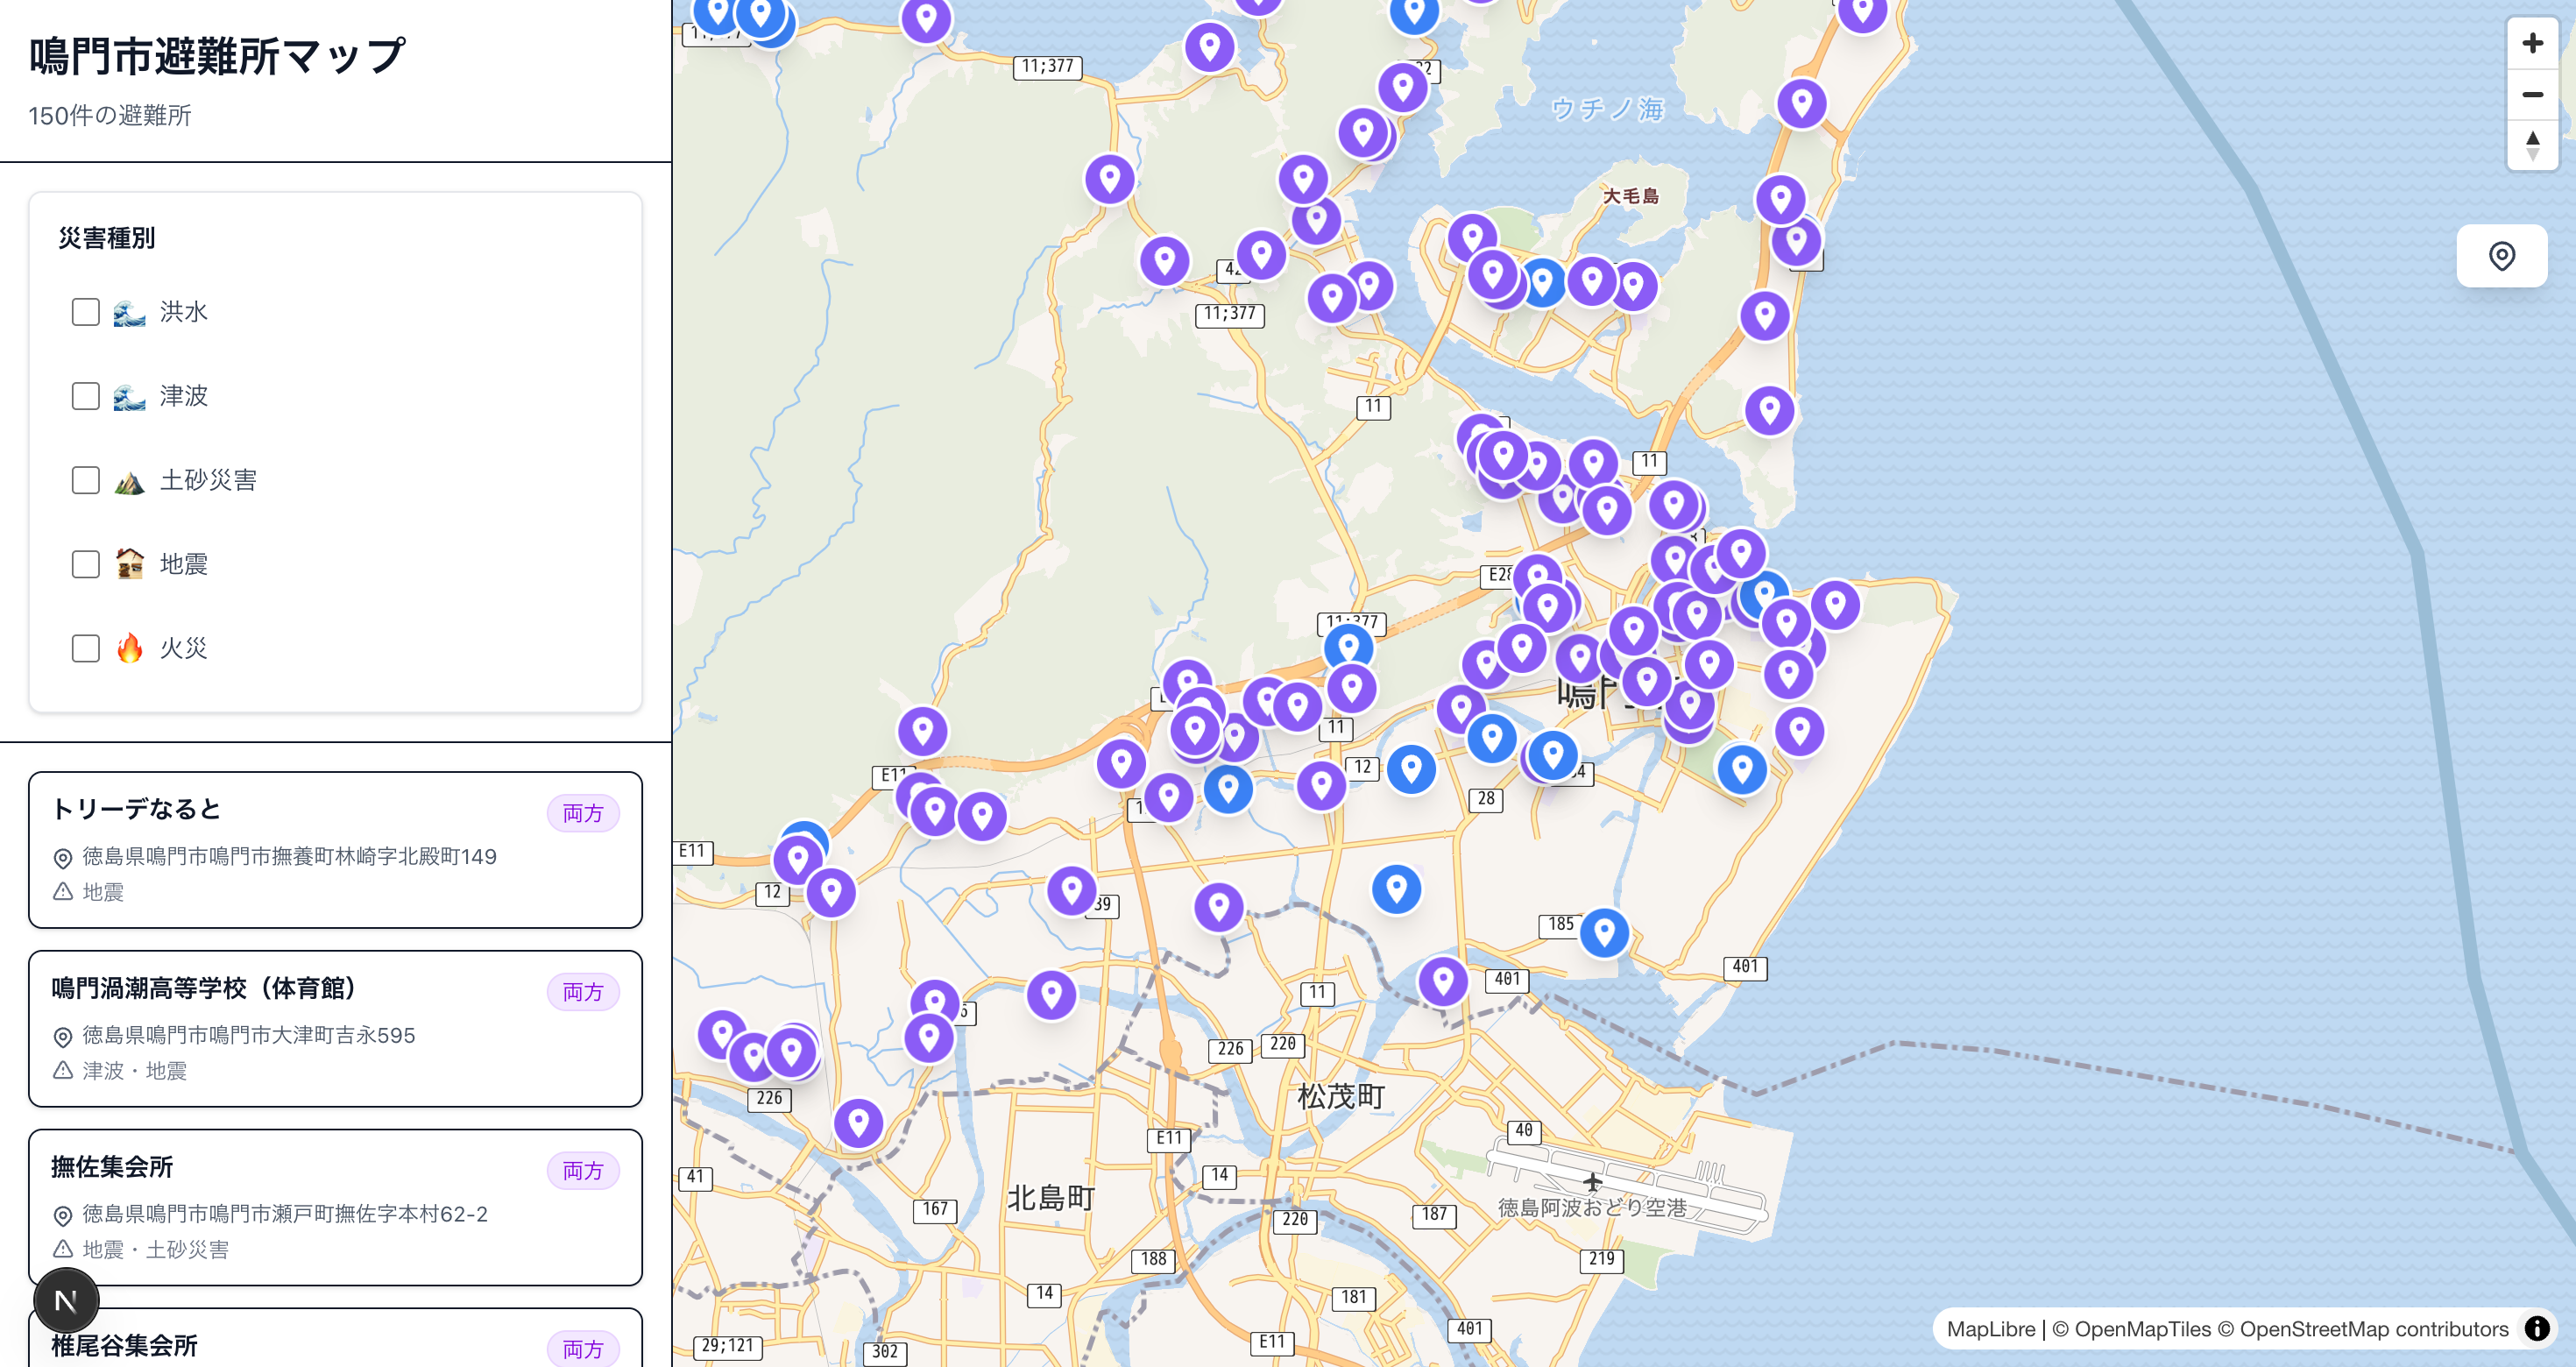 鳴門市避難所マップ
150件の避難所
災害種別
洪水
津波
土砂災害
地震
火災
トリーデなると
両方
徳島県鳴門市鳴門市撫養町林崎字北殿町149
地震
鳴門渦潮高等学校（体育館）
両方
徳島県鳴門市鳴門市大津町吉永595
津波・地震
撫佐集会所
両方
徳島県鳴門市鳴門市瀬戸町撫佐字本村62-2
地震・土砂災害
椎尾谷集会所
両方
N
11;377
ウチノ海
大毛島
42
11;377
11
11
E28
11;377
11
12
28
E11
E11
12
39
185
401
401
11
226
220
226
松茂町
40
E11
14
41
北島町
167
徳島阿波おどり空港
187
220
219
188
14
181
401
E11
29;121
302
MapLibre | © OpenMapTiles © OpenStreetMap contributors